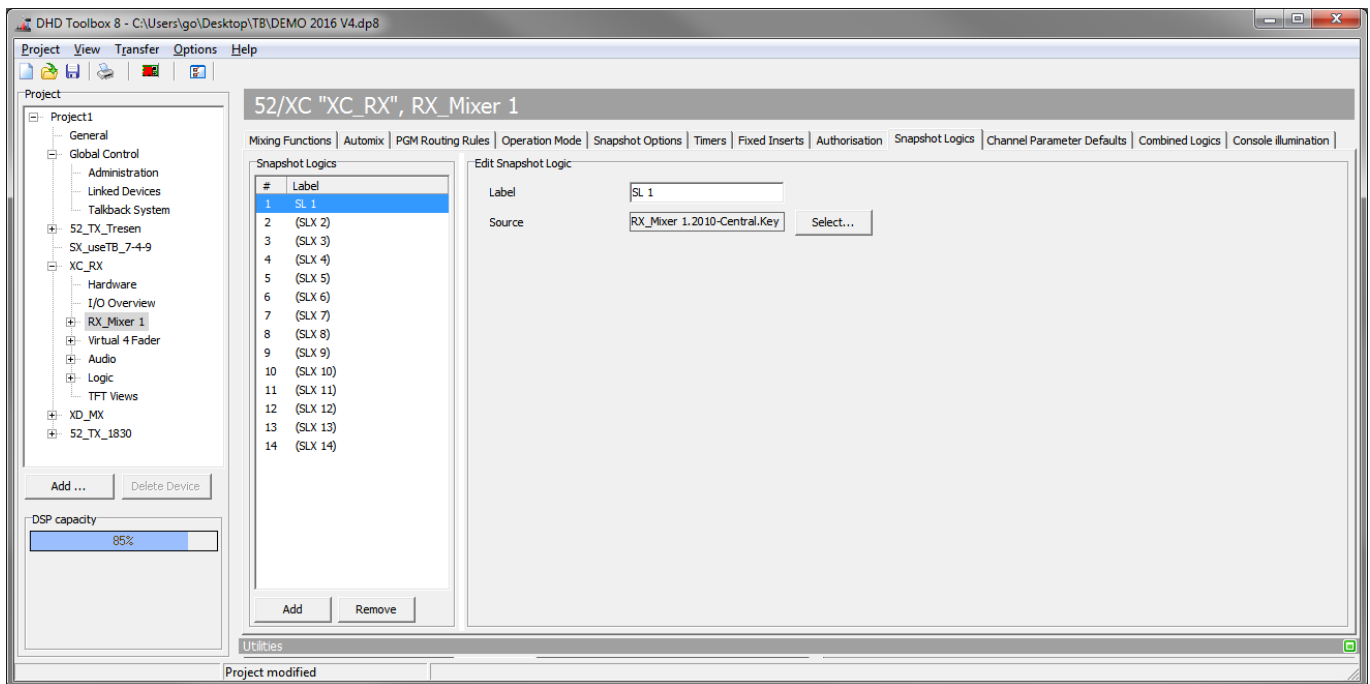 DHD Toolbox 8 - C:\Users\go\Desktop\TB\DEMO 2016 V4.dp8
Project View Transfer Options Help
Project
Project1
General
Global Control
Administration
Linked Devices
Talkback System
52_TX_Tresen
SX_useTB_7-4-9
XC_RX
Hardware
I/O Overview
RX_Mixer 1
Virtual 4 Fader
Audio
Logic
TFT Views
XD_MX
52_TX_1830
Add ... Delete Device
DSP capacity
85%
52/XC "XC_RX", RX_Mixer 1
Mixing Functions Automix PGM Routing Rules Operation Mode Snapshot Options Timers Fixed Inserts Authorisation Snapshot Logics Channel Parameter Defaults Combined Logics Console illumination
Snapshot Logics
# Label
1 SL 1
2 (SLX 2)
3 (SLX 3)
4 (SLX 4)
5 (SLX 5)
6 (SLX 6)
7 (SLX 7)
8 (SLX 8)
9 (SLX 9)
10 (SLX 10)
11 (SLX 11)
12 (SLX 12)
13 (SLX 13)
14 (SLX 14)
Add Remove
Edit Snapshot Logic
Label SL 1
Source RX_Mixer 1.2010-Central.Key Select...
Utilities
Project modified